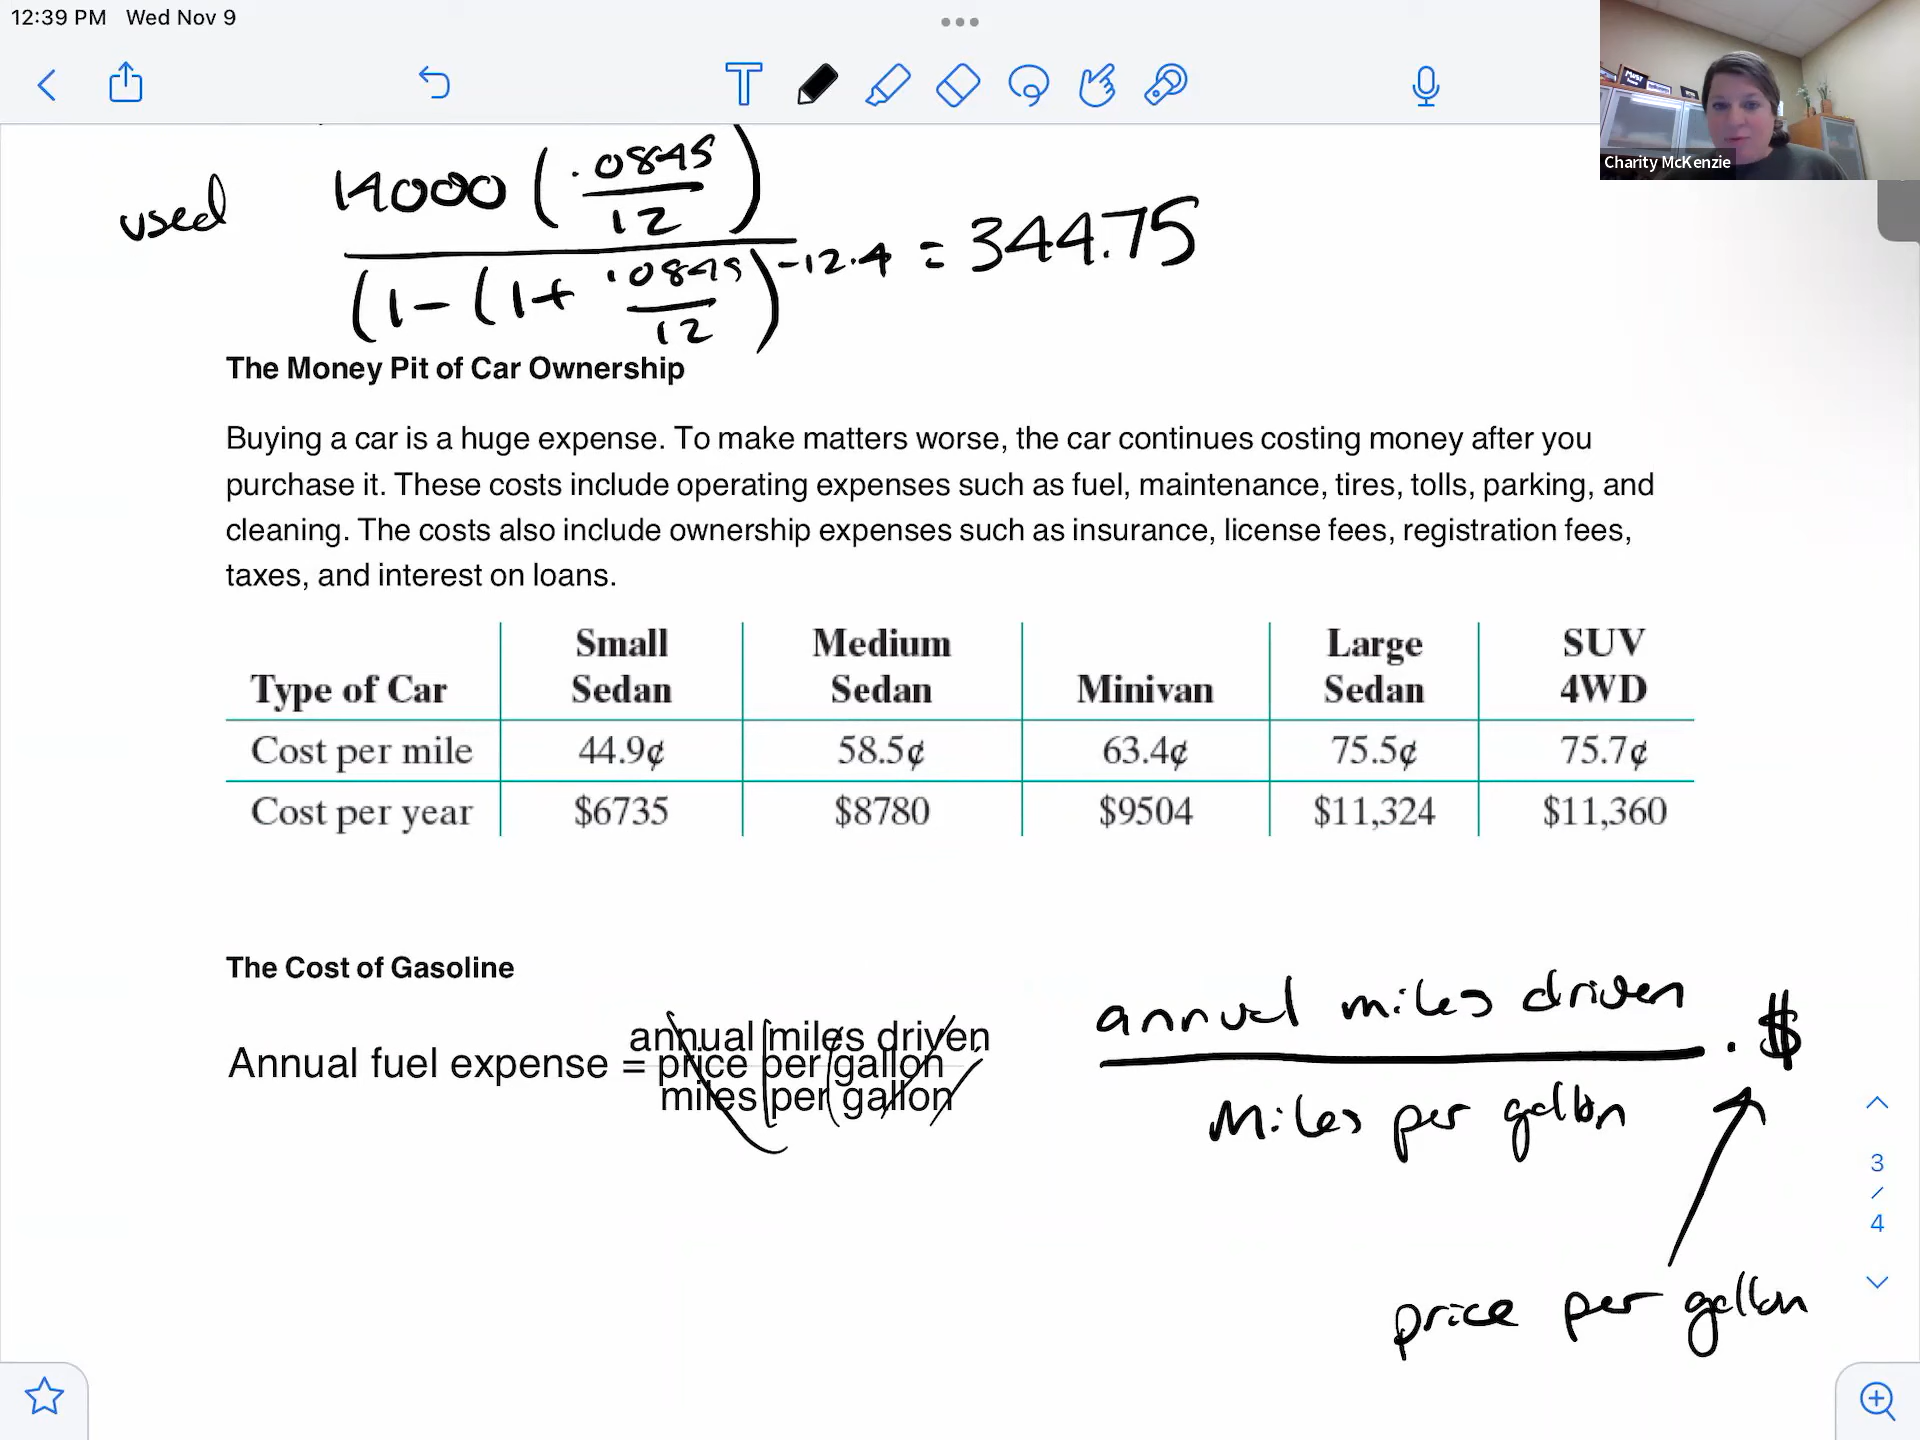 12:39 PM Wed Nov 9
Charity McKenzie
used
14000 ( .0845 / 12 )
(1 - (1 + .0845 / 12 ) -12.4 = 344.75
The Money Pit of Car Ownership
Buying a car is a huge expense. To make matters worse, the car continues costing money after you
purchase it. These costs include operating expenses such as fuel, maintenance, tires, tolls, parking, and
cleaning. The costs also include ownership expenses such as insurance, license fees, registration fees,
taxes, and interest on loans.
Type of Car Small Sedan Medium Sedan Minivan Large Sedan SUV 4WD
Cost per mile 44.9¢ 58.5¢ 63.4¢ 75.5¢ 75.7¢
Cost per year $6735 $8780 $9504 $11,324 $11,360
The Cost of Gasoline
annual miles driven
Annual fuel expense = price per gallon
miles per gallon
annual miles driven . $
Miles per gallon
price per gallon
3
/
4